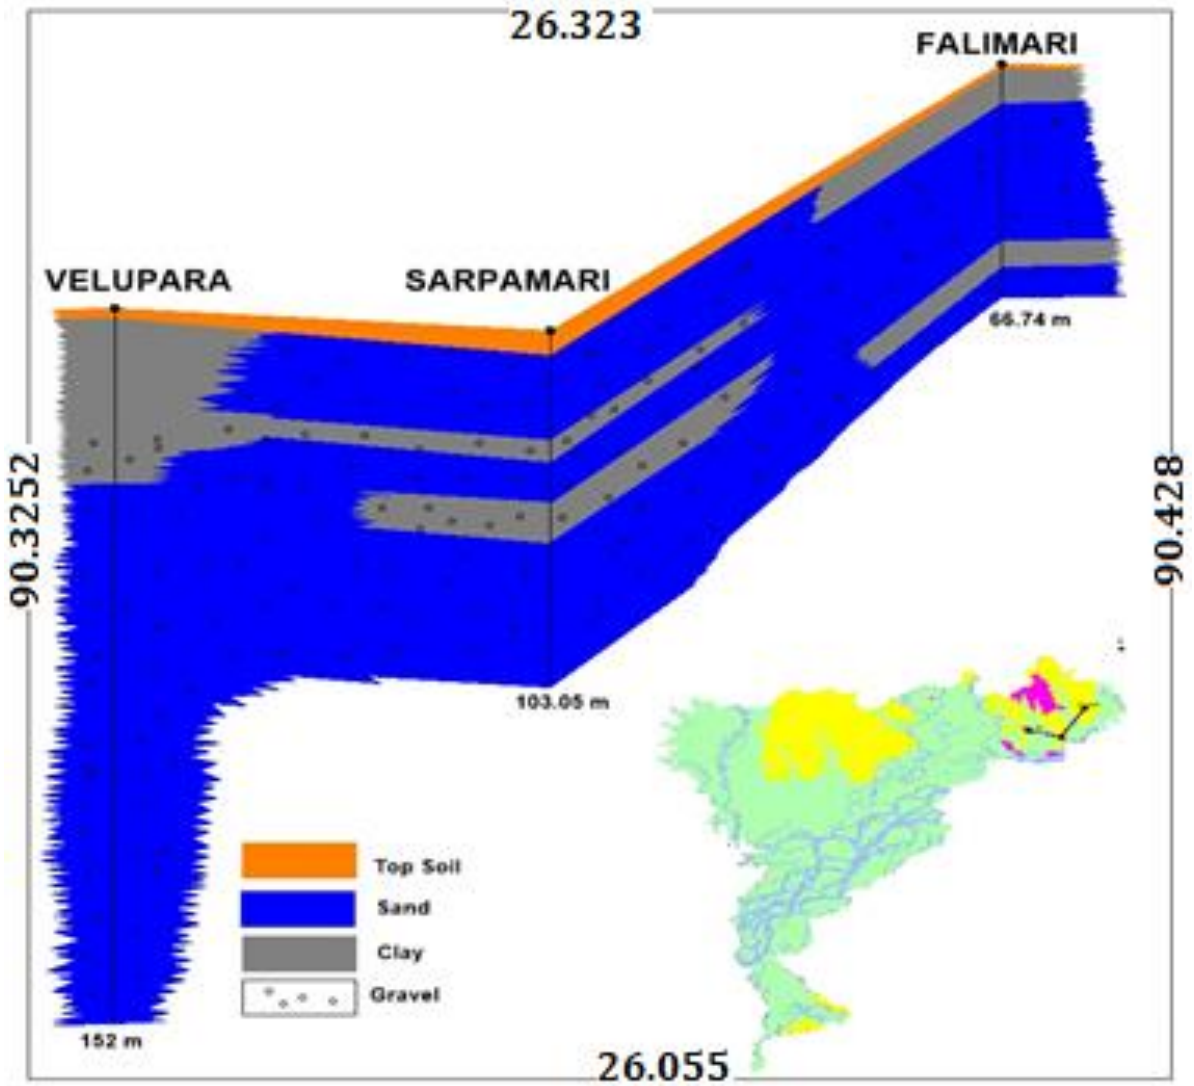 26.323
FALIMARI
VELUPARA
SARPAMARI
66.74 m
90.3252
90.428
103.05 m
Top Soil
Sand
Clay
Gravel
152 m
26.055